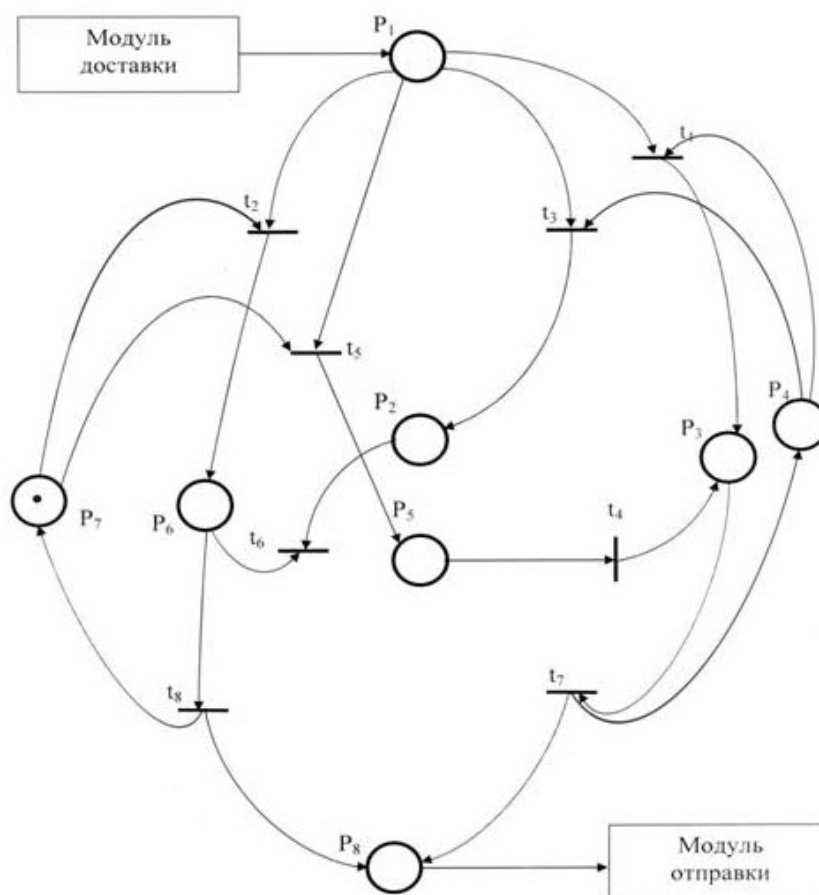 Модуль
доставки
P₁
t₁
t₂
t₃
t₅
P₂
P₄
P₃
P₇
P₆
P₅
t₄
t₆
t₈
t₇
P₈
Модуль
отправки